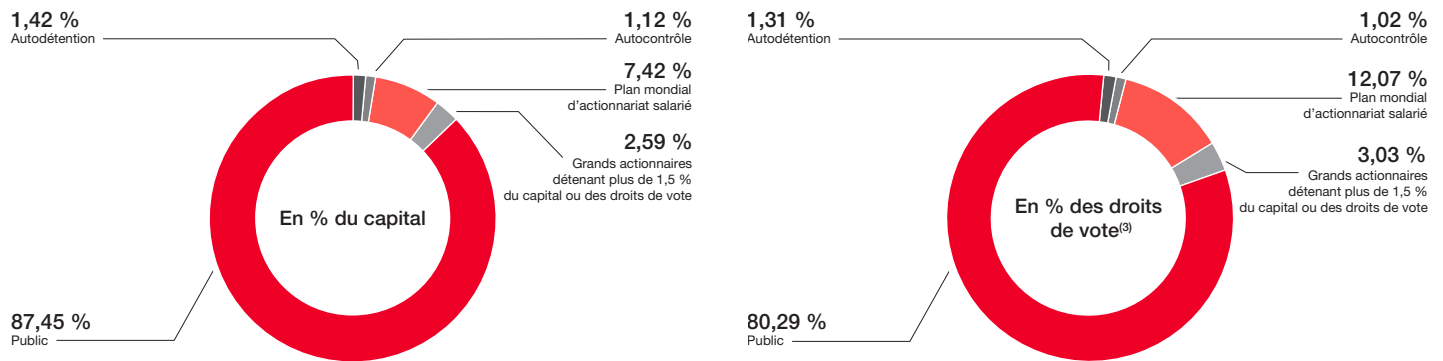 1,42 %
Autodétention
1,12 %
Autocontrôle
7,42 %
Plan mondial
d'actionnariat salarié
2,59 %
Grands actionnaires
détenant plus de 1,5 %
du capital ou des droits de vote
En % du capital
87,45 %
Public
1,31 %
Autodétention
1,02 %
Autocontrôle
12,07 %
Plan mondial
d'actionnariat salarié
3,03 %
Grands actionnaires
détenant plus de 1,5 %
du capital ou des droits de vote
En % des droits
de vote(3)
80,29 %
Public